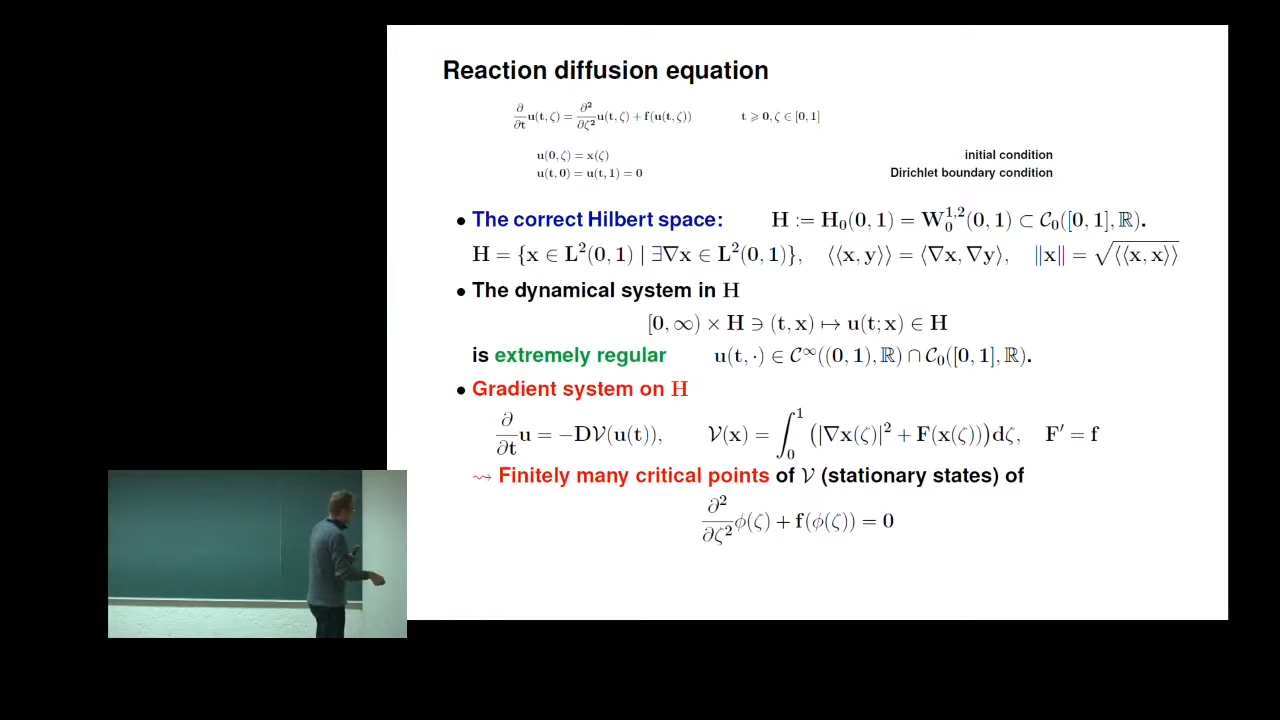 Reaction diffusion equation
∂/∂t u(t, ζ) = ∂²/∂ζ² u(t, ζ) + f(u(t, ζ)) t ⩾ 0, ζ ∈ [0, 1]
u(0, ζ) = x(ζ) initial condition
u(t, 0) = u(t, 1) = 0 Dirichlet boundary condition
• The correct Hilbert space: H := H₀(0, 1) = W₀^{1,2}(0, 1) ⊂ 𝒞₀([0, 1], ℝ).
H = {x ∈ L²(0, 1) | ∃∇x ∈ L²(0, 1)}, ⟨⟨x, y⟩⟩ = ⟨∇x, ∇y⟩, ‖x‖ = √⟨⟨x, x⟩⟩
• The dynamical system in H
[0, ∞) × H ∋ (t, x) ↦ u(t; x) ∈ H
is extremely regular u(t, ·) ∈ 𝒞^∞((0, 1), ℝ) ∩ 𝒞₀([0, 1], ℝ).
• Gradient system on H
∂/∂t u = −D𝒱(u(t)), 𝒱(x) = ∫₀¹ (|∇x(ζ)|² + F(x(ζ)))dζ, F′ = f
⇝ Finitely many critical points of 𝒱 (stationary states) of
∂²/∂ζ² ϕ(ζ) + f(ϕ(ζ)) = 0